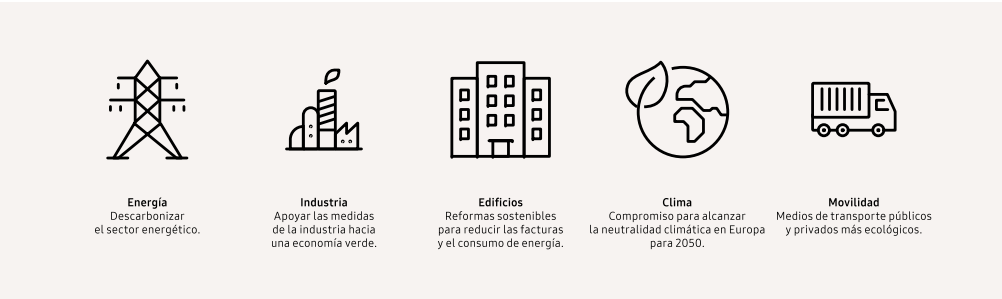 Energía
Descarbonizar
el sector energético.
Industria
Apoyar las medidas
de la industria hacia
una economía verde.
Edificios
Reformas sostenibles
para reducir las facturas
y el consumo de energía.
Clima
Compromiso para alcanzar
la neutralidad climática en Europa
para 2050.
Movilidad
Medios de transporte públicos
y privados más ecológicos.